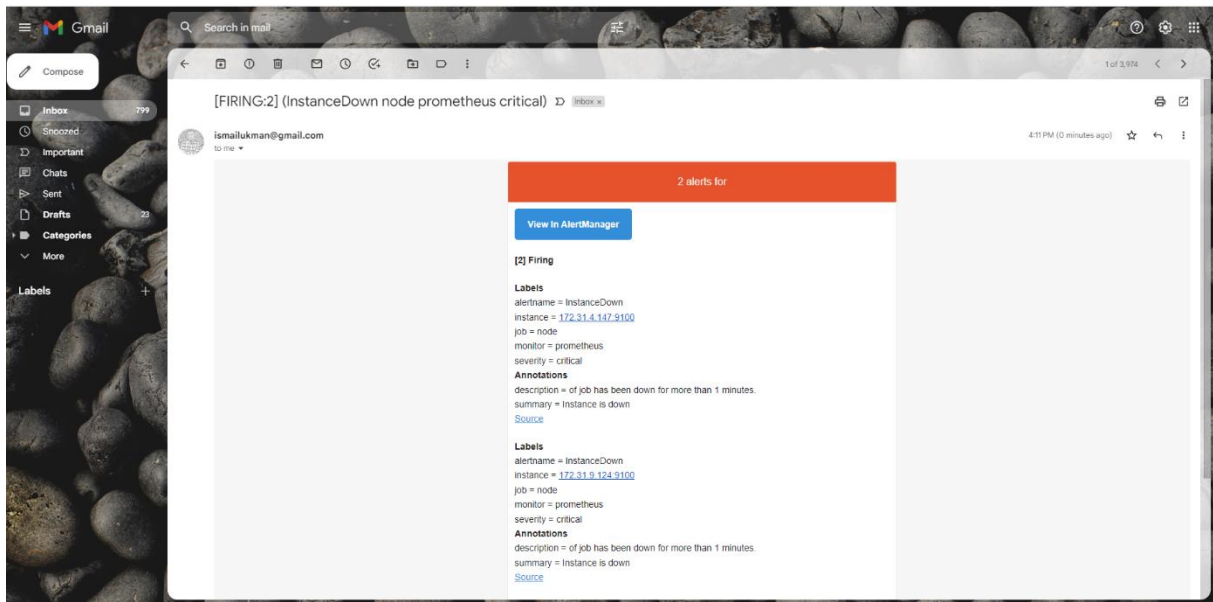 Gmail
Search in mail
Compose
1 of 3,974
Inbox 799
Snoozed
Important
Chats
Sent
Drafts 23
Categories
More
Labels
[FIRING:2] (InstanceDown node prometheus critical) Inbox x
ismailukman@gmail.com
4:11 PM (0 minutes ago)
to me
2 alerts for
View In AlertManager
[2] Firing
Labels
alertname = InstanceDown
instance = 172.31.4.147:9100
job = node
monitor = prometheus
severity = critical
Annotations
description = of job has been down for more than 1 minutes.
summary = Instance is down
Source
Labels
alertname = InstanceDown
instance = 172.31.9.124:9100
job = node
monitor = prometheus
severity = critical
Annotations
description = of job has been down for more than 1 minutes.
summary = Instance is down
Source